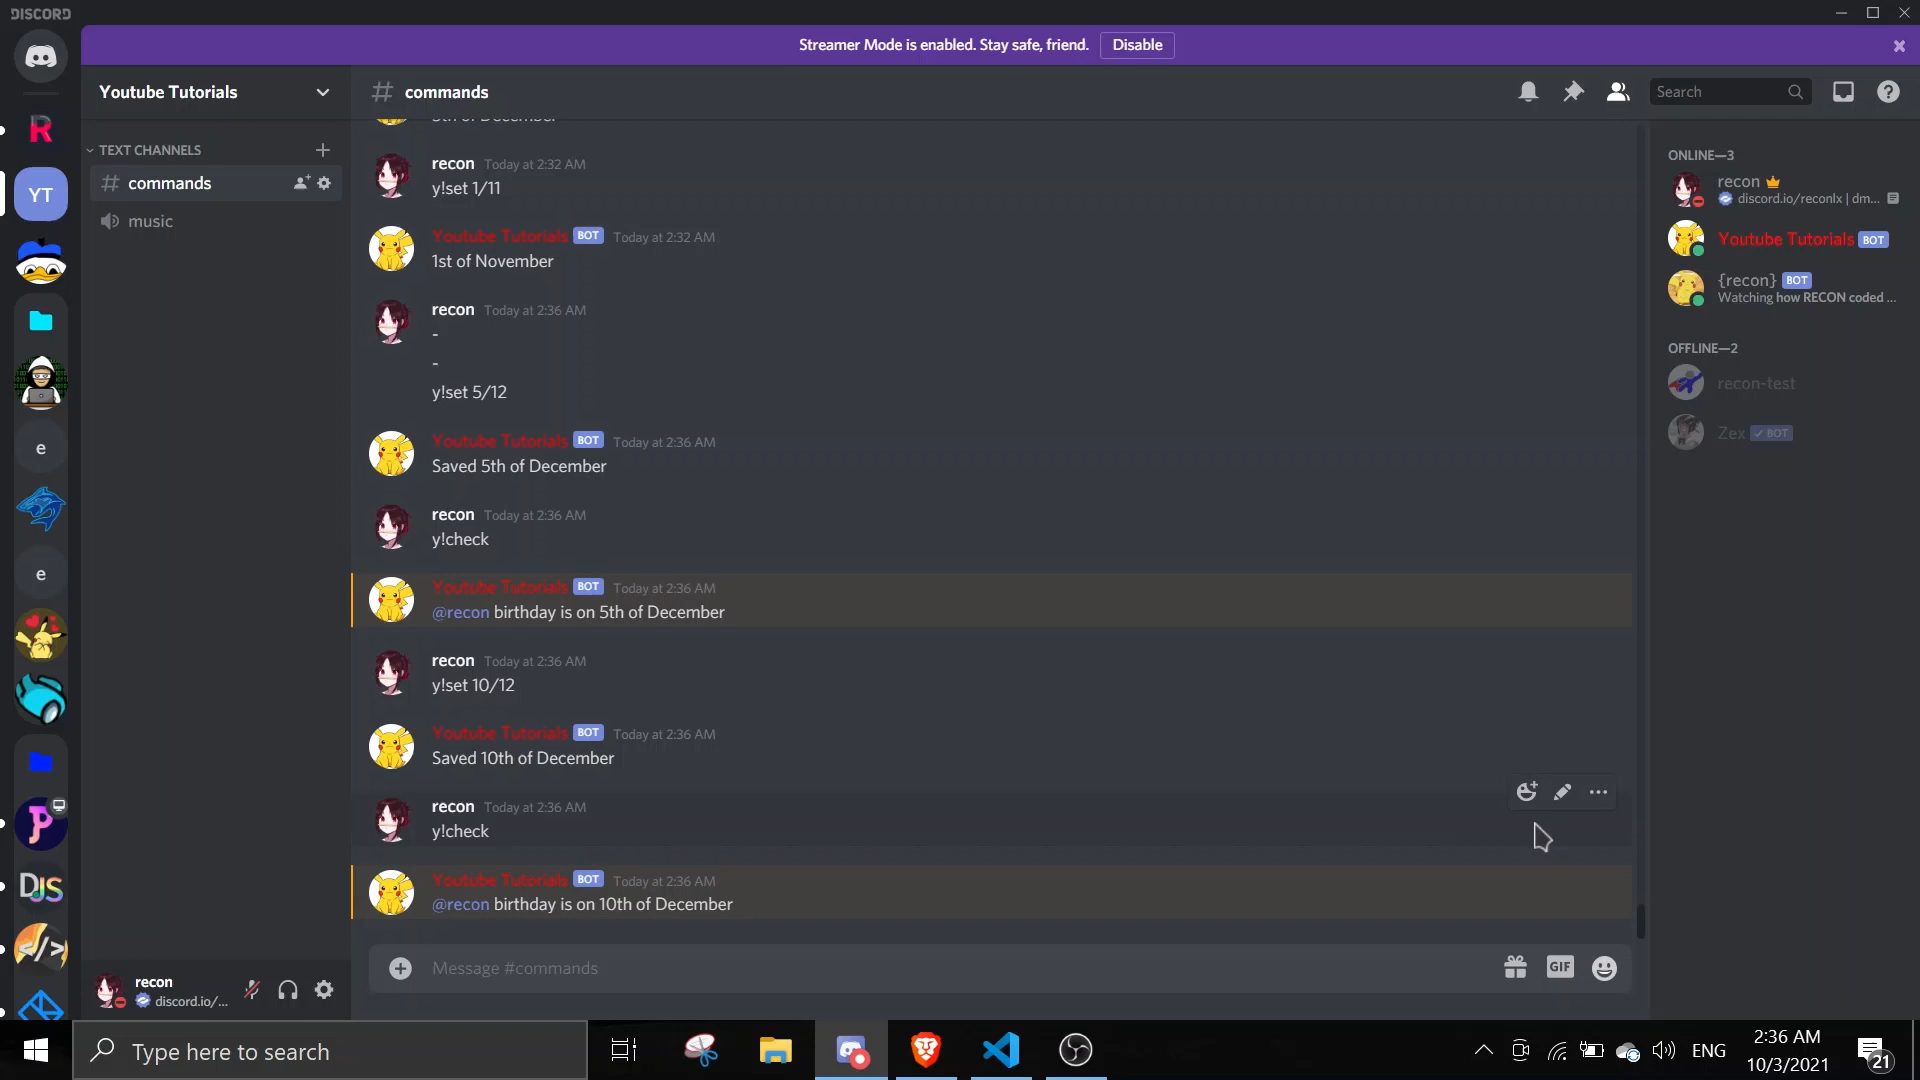 DISCORD
Streamer Mode is enabled. Stay safe, friend.
Disable
Youtube Tutorials
commands
Search
TEXT CHANNELS
commands
music
R
YT
e
e
DJS
5th of December
recon Today at 2:32 AM
y!set 1/11
Youtube Tutorials BOT Today at 2:32 AM
1st of November
recon Today at 2:36 AM
-
-
y!set 5/12
Youtube Tutorials BOT Today at 2:36 AM
Saved 5th of December
recon Today at 2:36 AM
y!check
Youtube Tutorials BOT Today at 2:36 AM
@recon birthday is on 5th of December
recon Today at 2:36 AM
y!set 10/12
Youtube Tutorials BOT Today at 2:36 AM
Saved 10th of December
recon Today at 2:36 AM
y!check
Youtube Tutorials BOT Today at 2:36 AM
@recon birthday is on 10th of December
Message #commands
GIF
ONLINE—3
recon
discord.io/reconlx | dm...
Youtube Tutorials BOT
{recon} BOT
Watching how RECON coded ...
OFFLINE—2
recon-test
Zex BOT
recon
discord.io/...
Type here to search
ENG
2:36 AM
10/3/2021
21